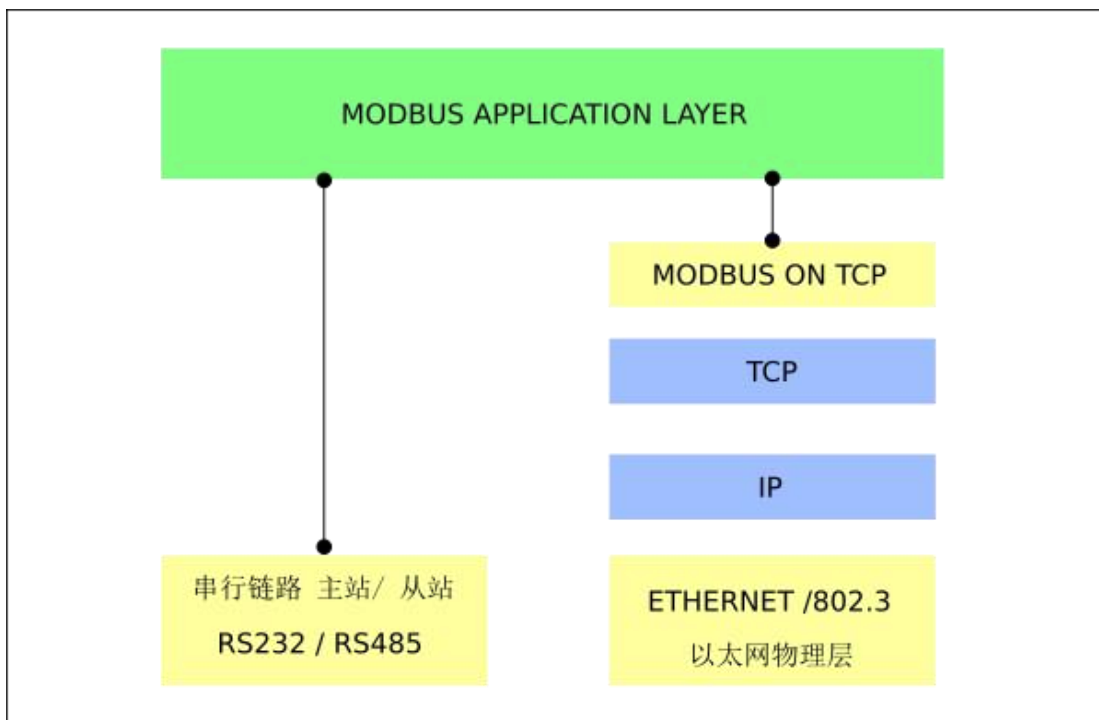 MODBUS APPLICATION LAYER
MODBUS ON TCP
TCP
IP
串行链路 主站/ 从站
RS232 / RS485
ETHERNET /802.3
以太网物理层